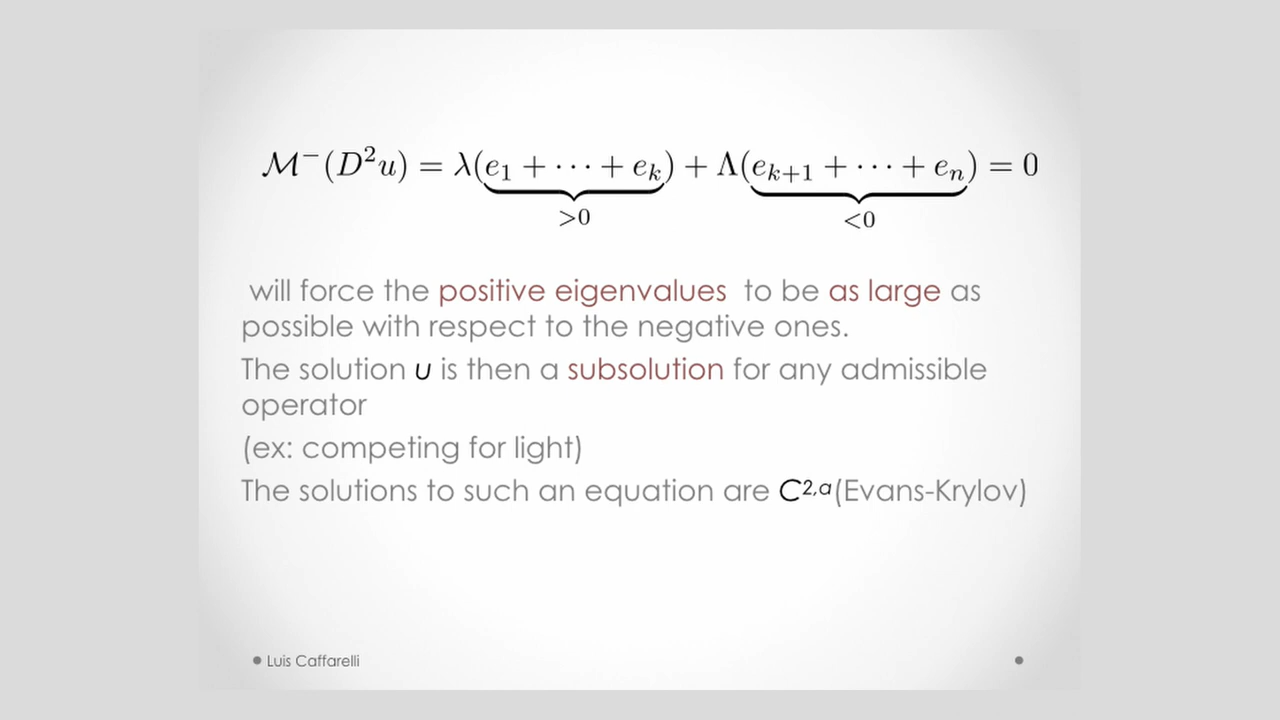 ℳ⁻(D²u) = λ(e₁ + ⋯ + eₖ) + Λ(eₖ₊₁ + ⋯ + eₙ) = 0
>0 <0
will force the positive eigenvalues to be as large as
possible with respect to the negative ones.
The solution u is then a subsolution for any admissible
operator
(ex: competing for light)
The solutions to such an equation are C²,ᵅ(Evans-Krylov)
• Luis Caffarelli •